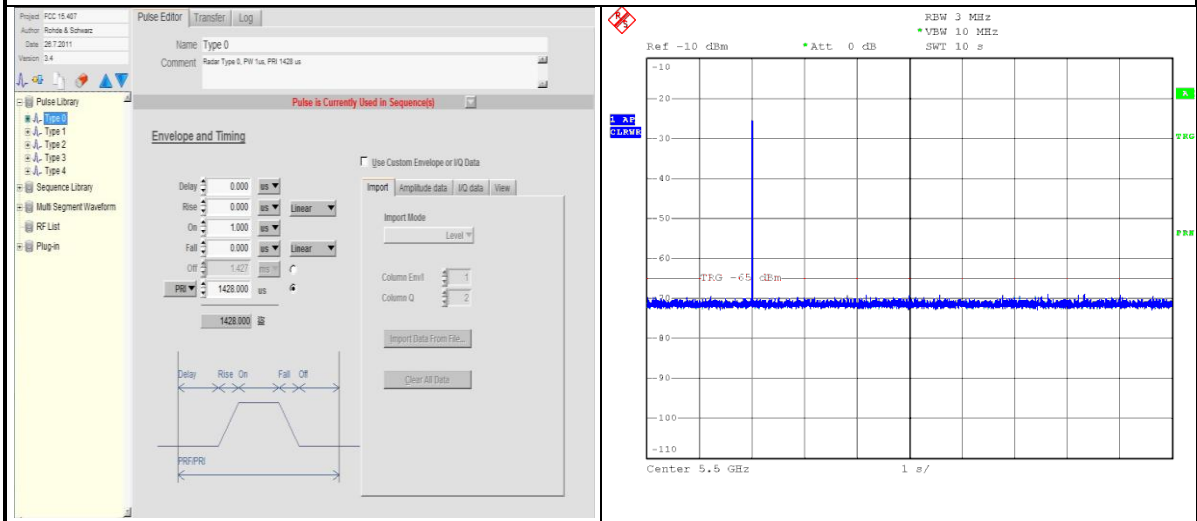 Project FCC 15.407
Author Rohde & Schwarz
Date 26.7.2011
Version 3.4
Pulse Library
Type 0
Type 1
Type 2
Type 3
Type 4
Sequence Library
Multi Segment Waveform
RF List
Plug-in
Pulse Editor Transfer Log
Name Type 0
Comment Radar Type 0, PW 1us, PRI 1428 us
Pulse is Currently Used in Sequence(s)
Envelope and Timing
Use Custom Envelope or I/Q Data
Delay 0.000 us
Rise 0.000 us Linear
On 1.000 us
Fall 0.000 us Linear
Off 1.427 ms
PRI 1428.000 us
1428.000
Import Amplitude data I/Q data View
Import Mode
Level
Column Env/I 1
Column Q 2
Import Data From File...
Clear All Data
Delay Rise On Fall Off
PRF/PRI
R S
RBW 3 MHz
*VBW 10 MHz
Ref -10 dBm *Att 0 dB SWT 10 s
-10
A
-20
1 AP
CLRWR
TRG
-30
-40
-50
PRN
-60
TRG -65 dBm
-70
-80
-90
-100
-110
Center 5.5 GHz 1 s/